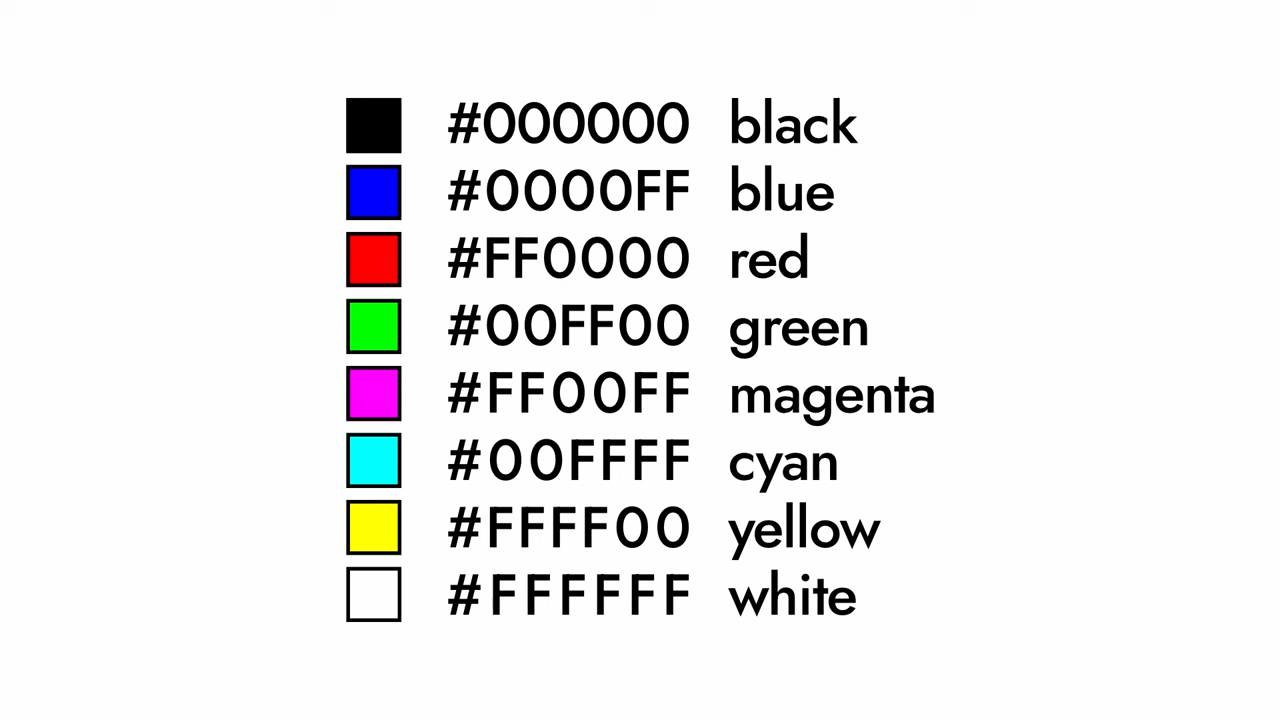 #000000 black
#0000FF blue
#FF0000 red
#00FF00 green
#FF00FF magenta
#00FFFF cyan
#FFFF00 yellow
#FFFFFF white